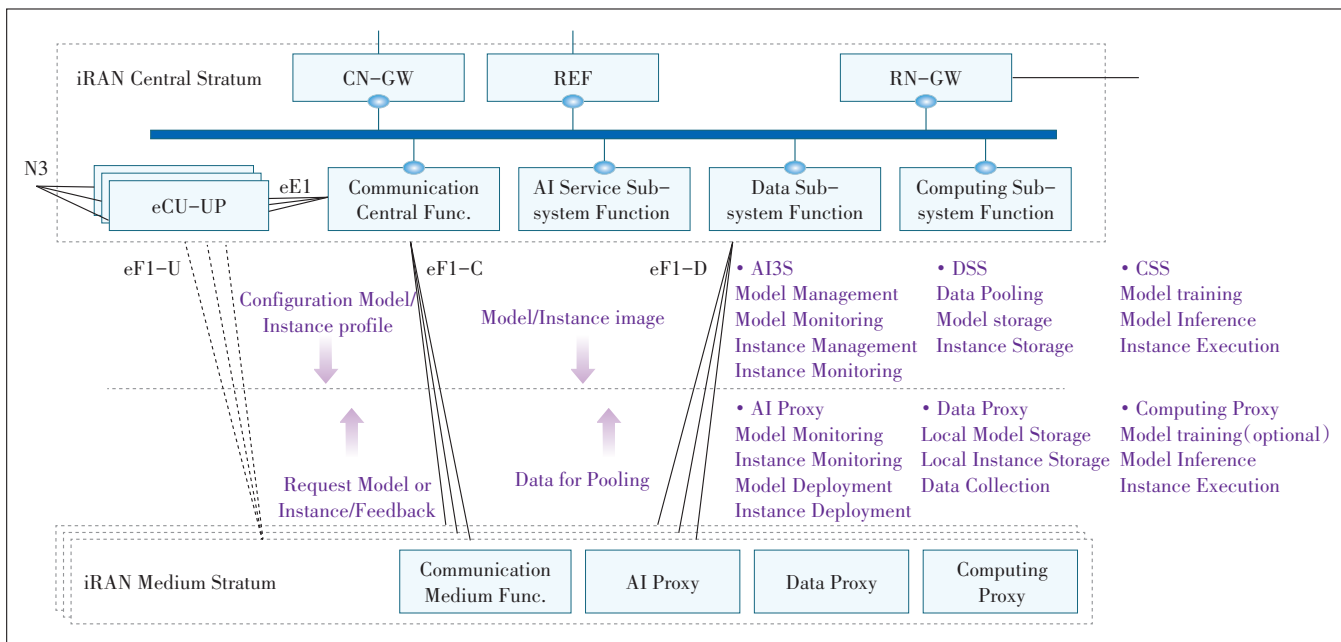 CN-GW
REF
RN-GW
iRAN Central Stratum
N3
eE1
eCU-UP
Communication
Central Func.
AI Service Sub-
system Function
Data Sub-
system Function
Computing Sub-
system Function
eF1-U
eF1-C
eF1-D
Configuration Model/
Instance profile
Model/Instance image
• AI3S
Model Management
Model Monitoring
Instance Management
Instance Monitoring
• DSS
Data Pooling
Model storage
Instance Storage
• CSS
Model training
Model Inference
Instance Execution
Request Model or
Instance/Feedback
Data for Pooling
• AI Proxy
Model Monitoring
Instance Monitoring
Model Deployment
Instance Deployment
• Data Proxy
Local Model Storage
Local Instance Storage
Data Collection
• Computing Proxy
Model training(optional)
Model Inference
Instance Execution
iRAN Medium Stratum
Communication
Medium Func.
AI Proxy
Data Proxy
Computing
Proxy